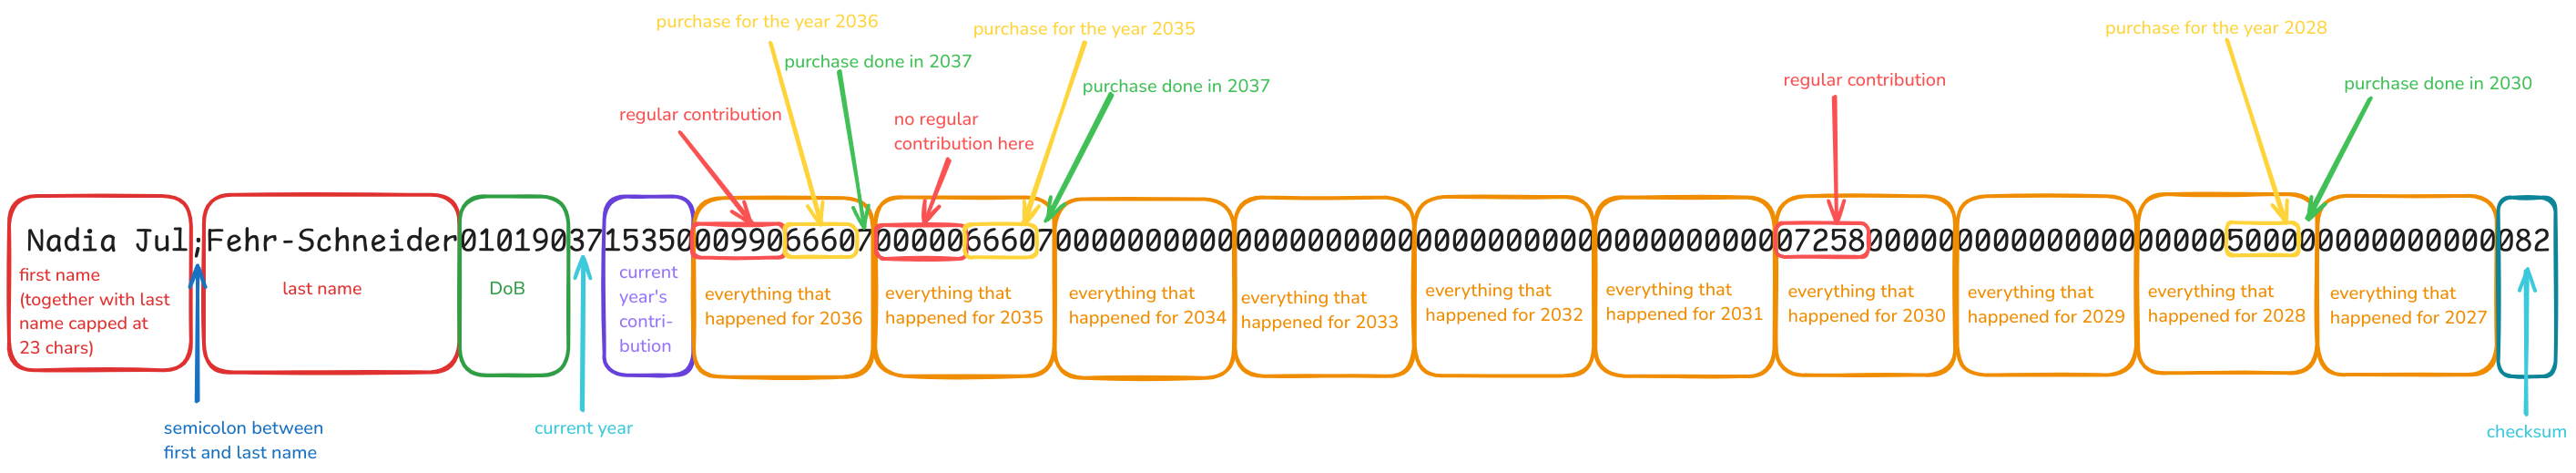 purchase for the year 2036
purchase for the year 2035
purchase for the year 2028
purchase done in 2037
purchase done in 2037
regular contribution
purchase done in 2030
regular contribution
no regular
contribution here
Nadia Jul;Fehr-Schneider01019037153500099066607000006660700000000000000000000000000000000000000000725800000000000000000000500000000000000082
first name
(together with last
name capped at
23 chars)
last name
DoB
current
year's
contri-
bution
everything that
happened for 2036
everything that
happened for 2035
everything that
happened for 2034
everything that
happened for 2033
everything that
happened for 2032
everything that
happened for 2031
everything that
happened for 2030
everything that
happened for 2029
everything that
happened for 2028
everything that
happened for 2027
semicolon between
first and last name
current year
checksum